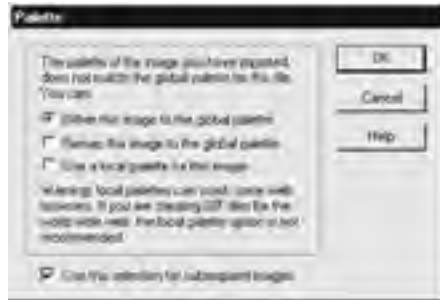 Palette
The palette of the image you have imported,
does not match the global palette for this file.
You can:
Dither this image to the global palette
Remap this image to the global palette
Use a local palette for this image
Warning: local palettes can crash some web
browsers. If you are creating GIF files for the
world wide web, the local palette option is not
recommended.
Use this selection for subsequent images
OK
Cancel
Help